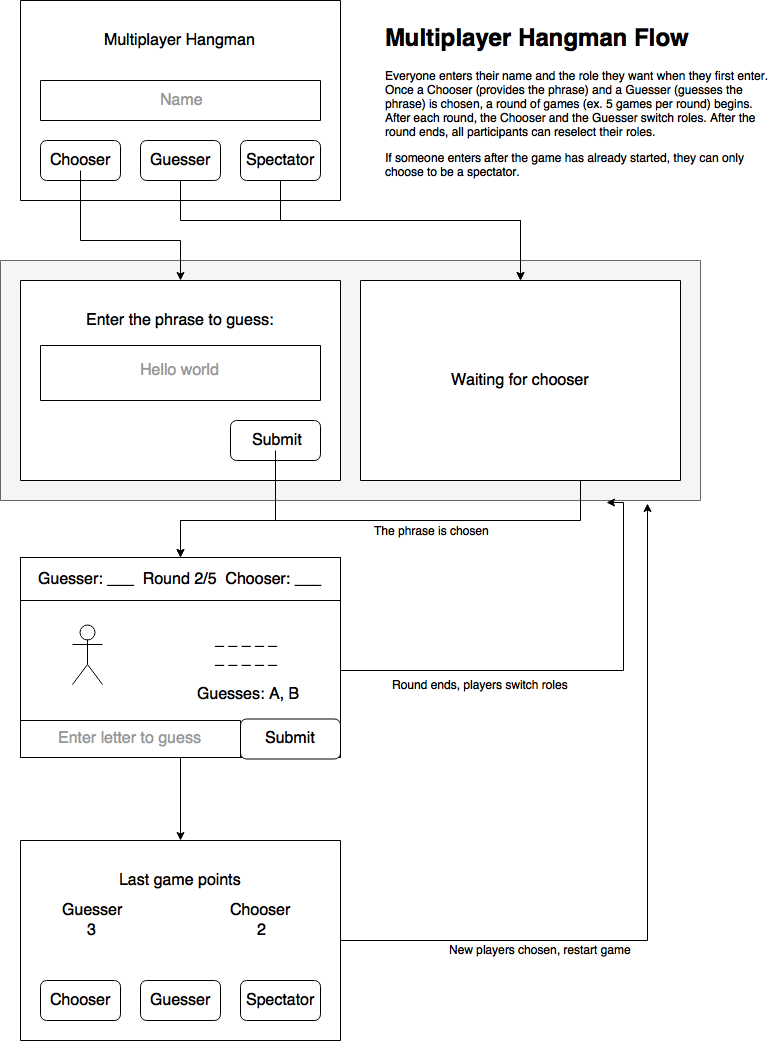 Multiplayer Hangman
Name
Chooser
Guesser
Spectator
Multiplayer Hangman Flow
Everyone enters their name and the role they want when they first enter.
Once a Chooser (provides the phrase) and a Guesser (guesses the
phrase) is chosen, a round of games (ex. 5 games per round) begins.
After each round, the Chooser and the Guesser switch roles. After the
round ends, all participants can reselect their roles.
If someone enters after the game has already started, they can only
choose to be a spectator.
Enter the phrase to guess:
Hello world
Submit
Waiting for chooser
The phrase is chosen
Guesser: ___ Round 2/5 Chooser: ___
_ _ _ _ _
_ _ _ _ _
Guesses: A, B
Enter letter to guess
Submit
Round ends, players switch roles
Last game points
Guesser
3
Chooser
2
Chooser
Guesser
Spectator
New players chosen, restart game